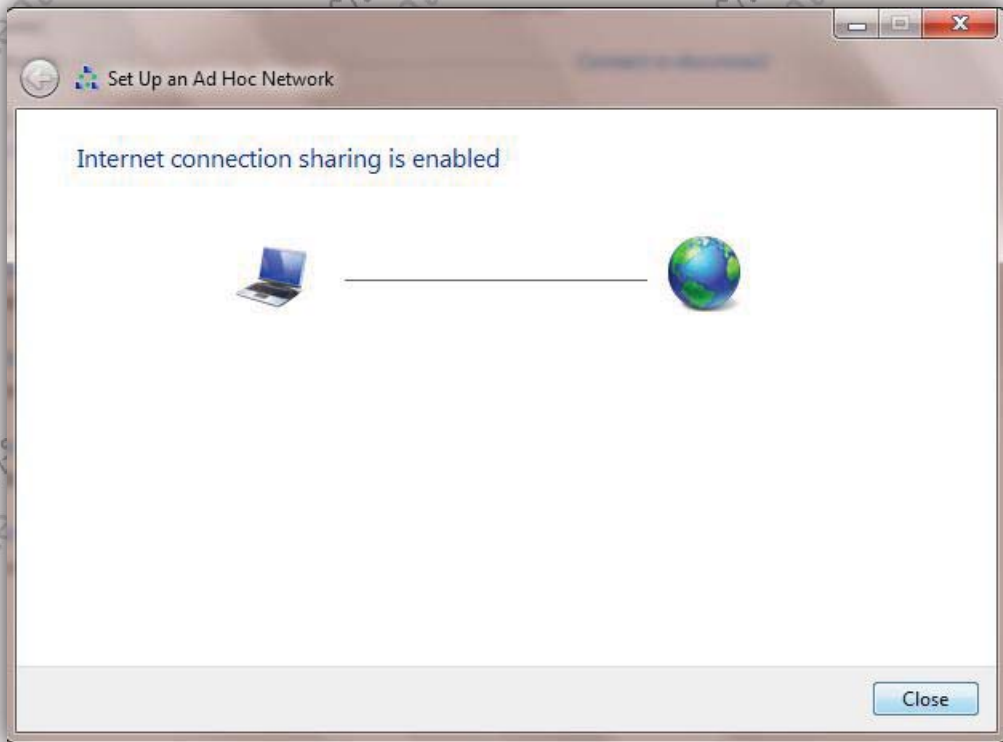 Set Up an Ad Hoc Network
Internet connection sharing is enabled
Close